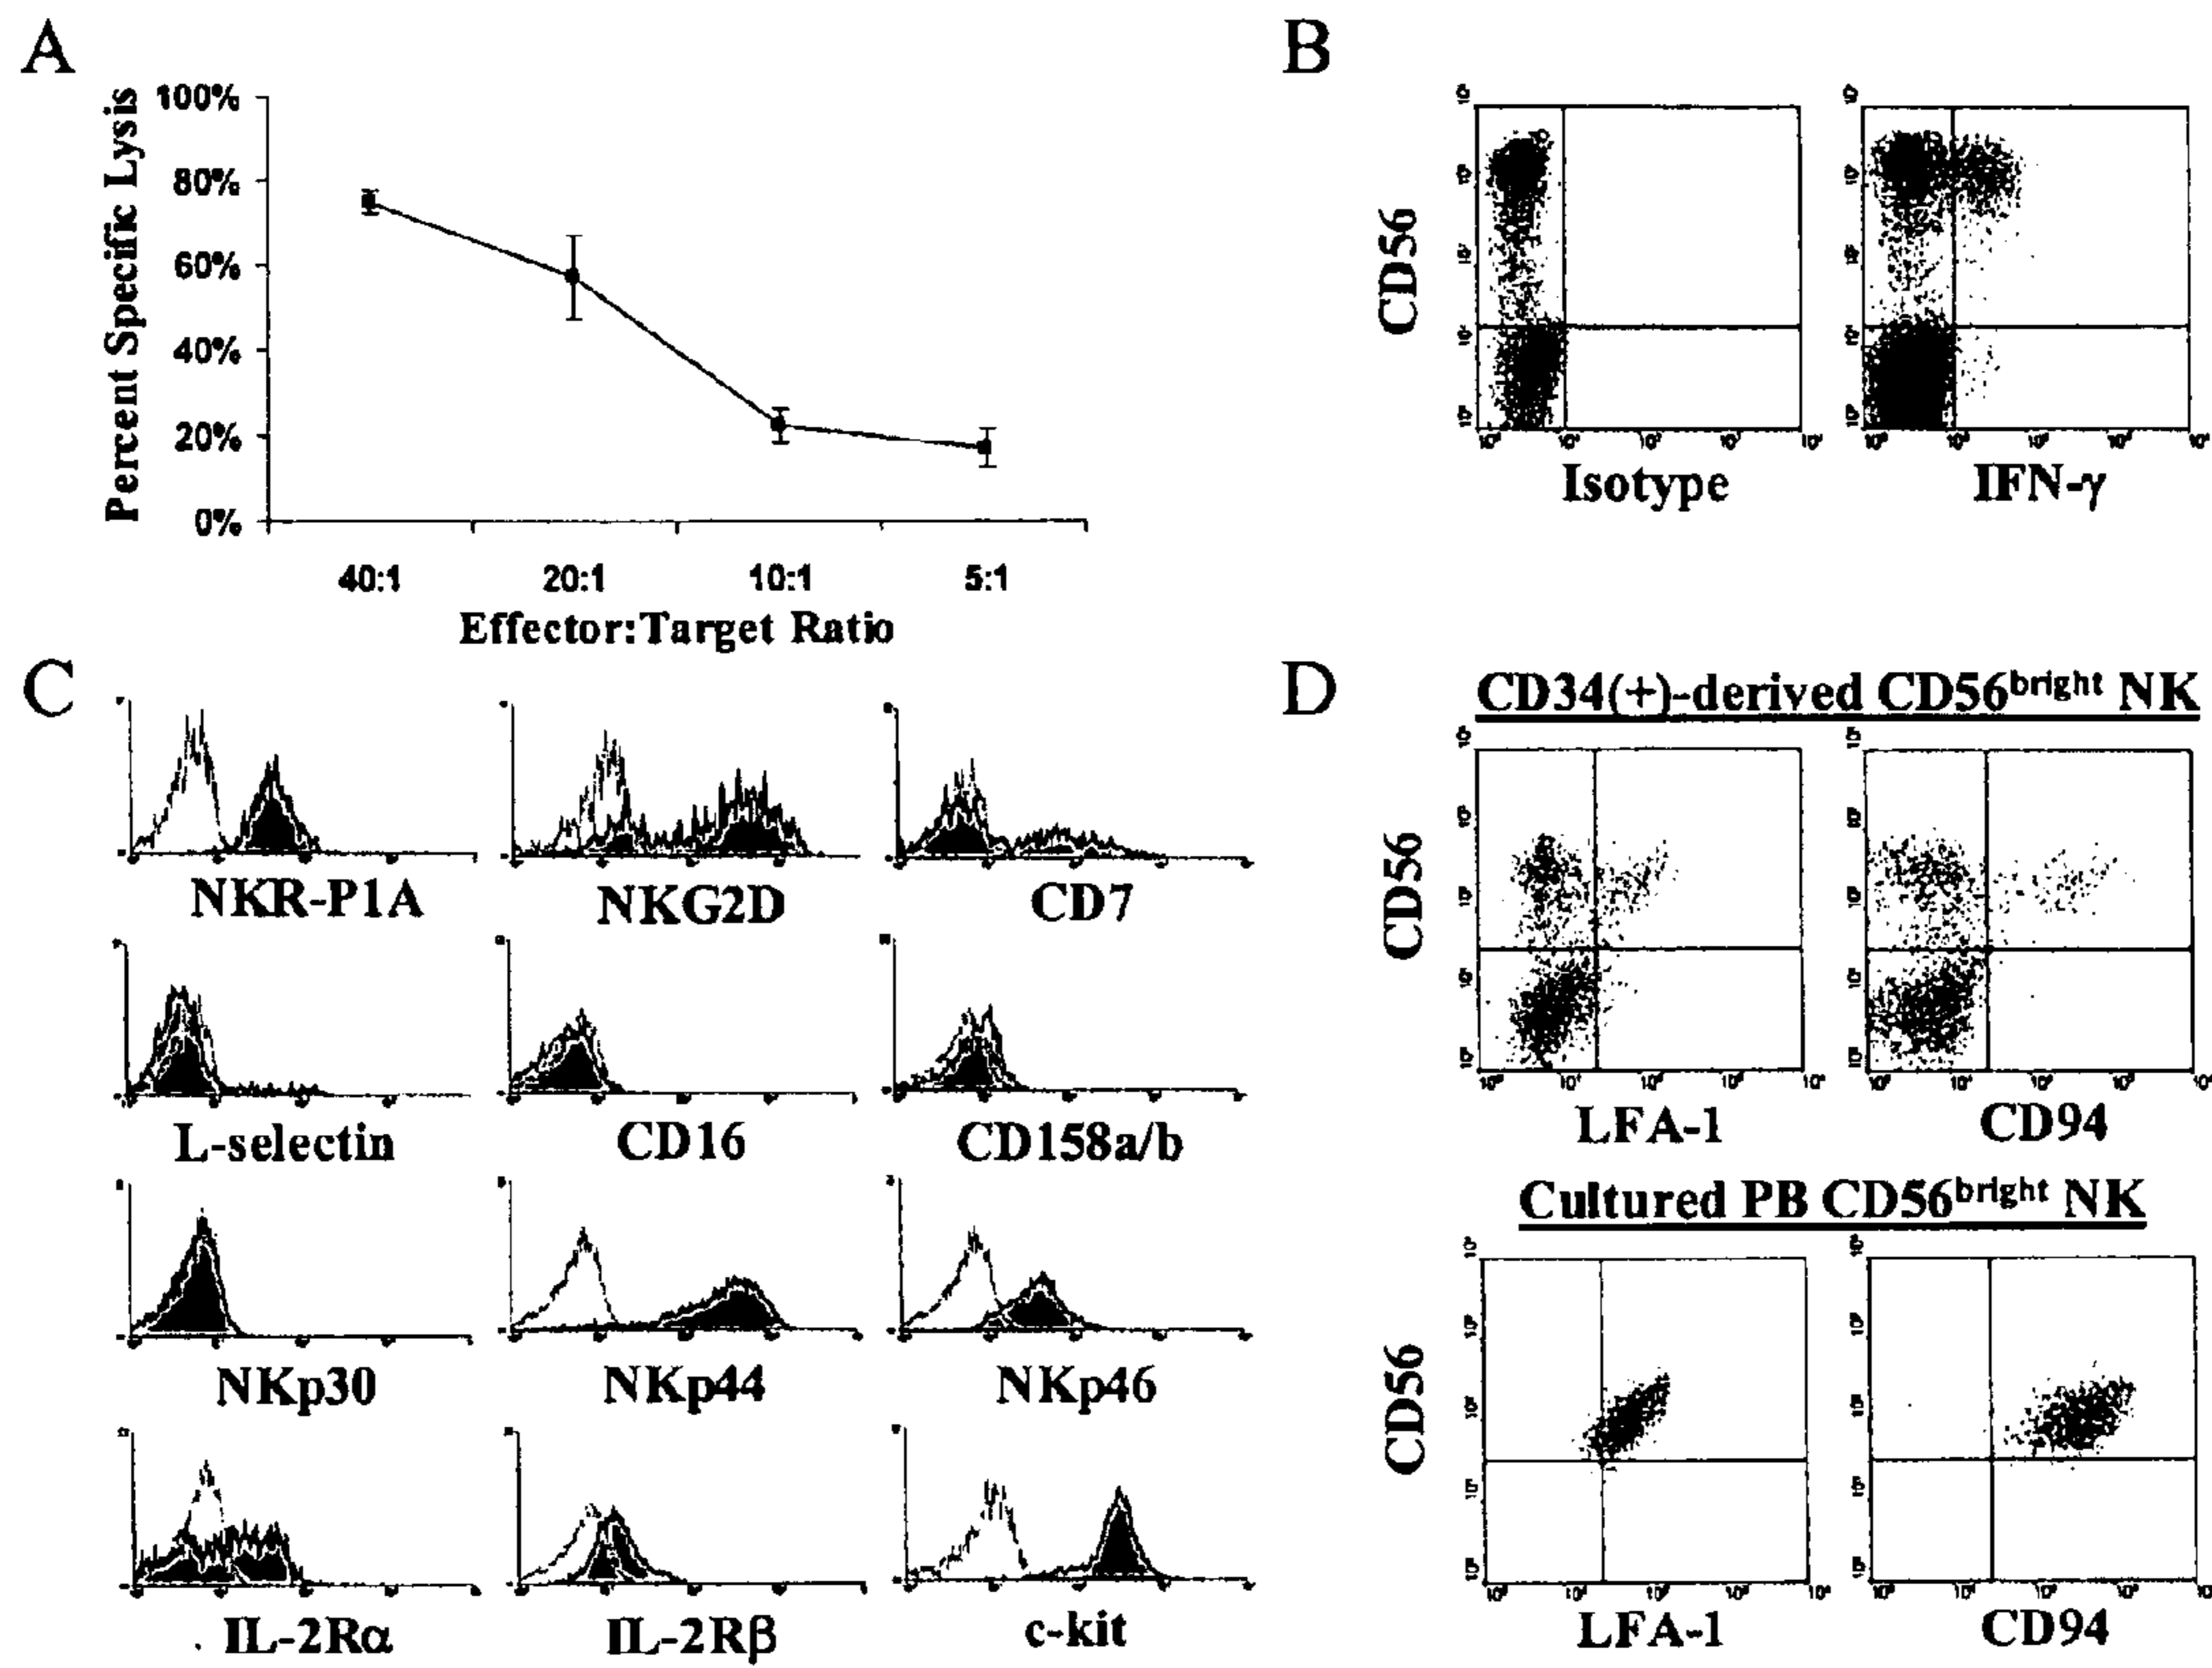 A
Percent Specific Lysis
100%
80%
60%
40%
20%
0%
40:1
20:1
10:1
5:1
Effector:Target Ratio
B
CD56
Isotype
IFN-γ
C
NKR-P1A
NKG2D
CD7
L-selectin
CD16
CD158a/b
NKp30
NKp44
NKp46
IL-2Rα
IL-2Rβ
c-kit
D
CD34(+)-derived CD56bright NK
CD56
LFA-1
CD94
Cultured PB CD56bright NK
CD56
LFA-1
CD94